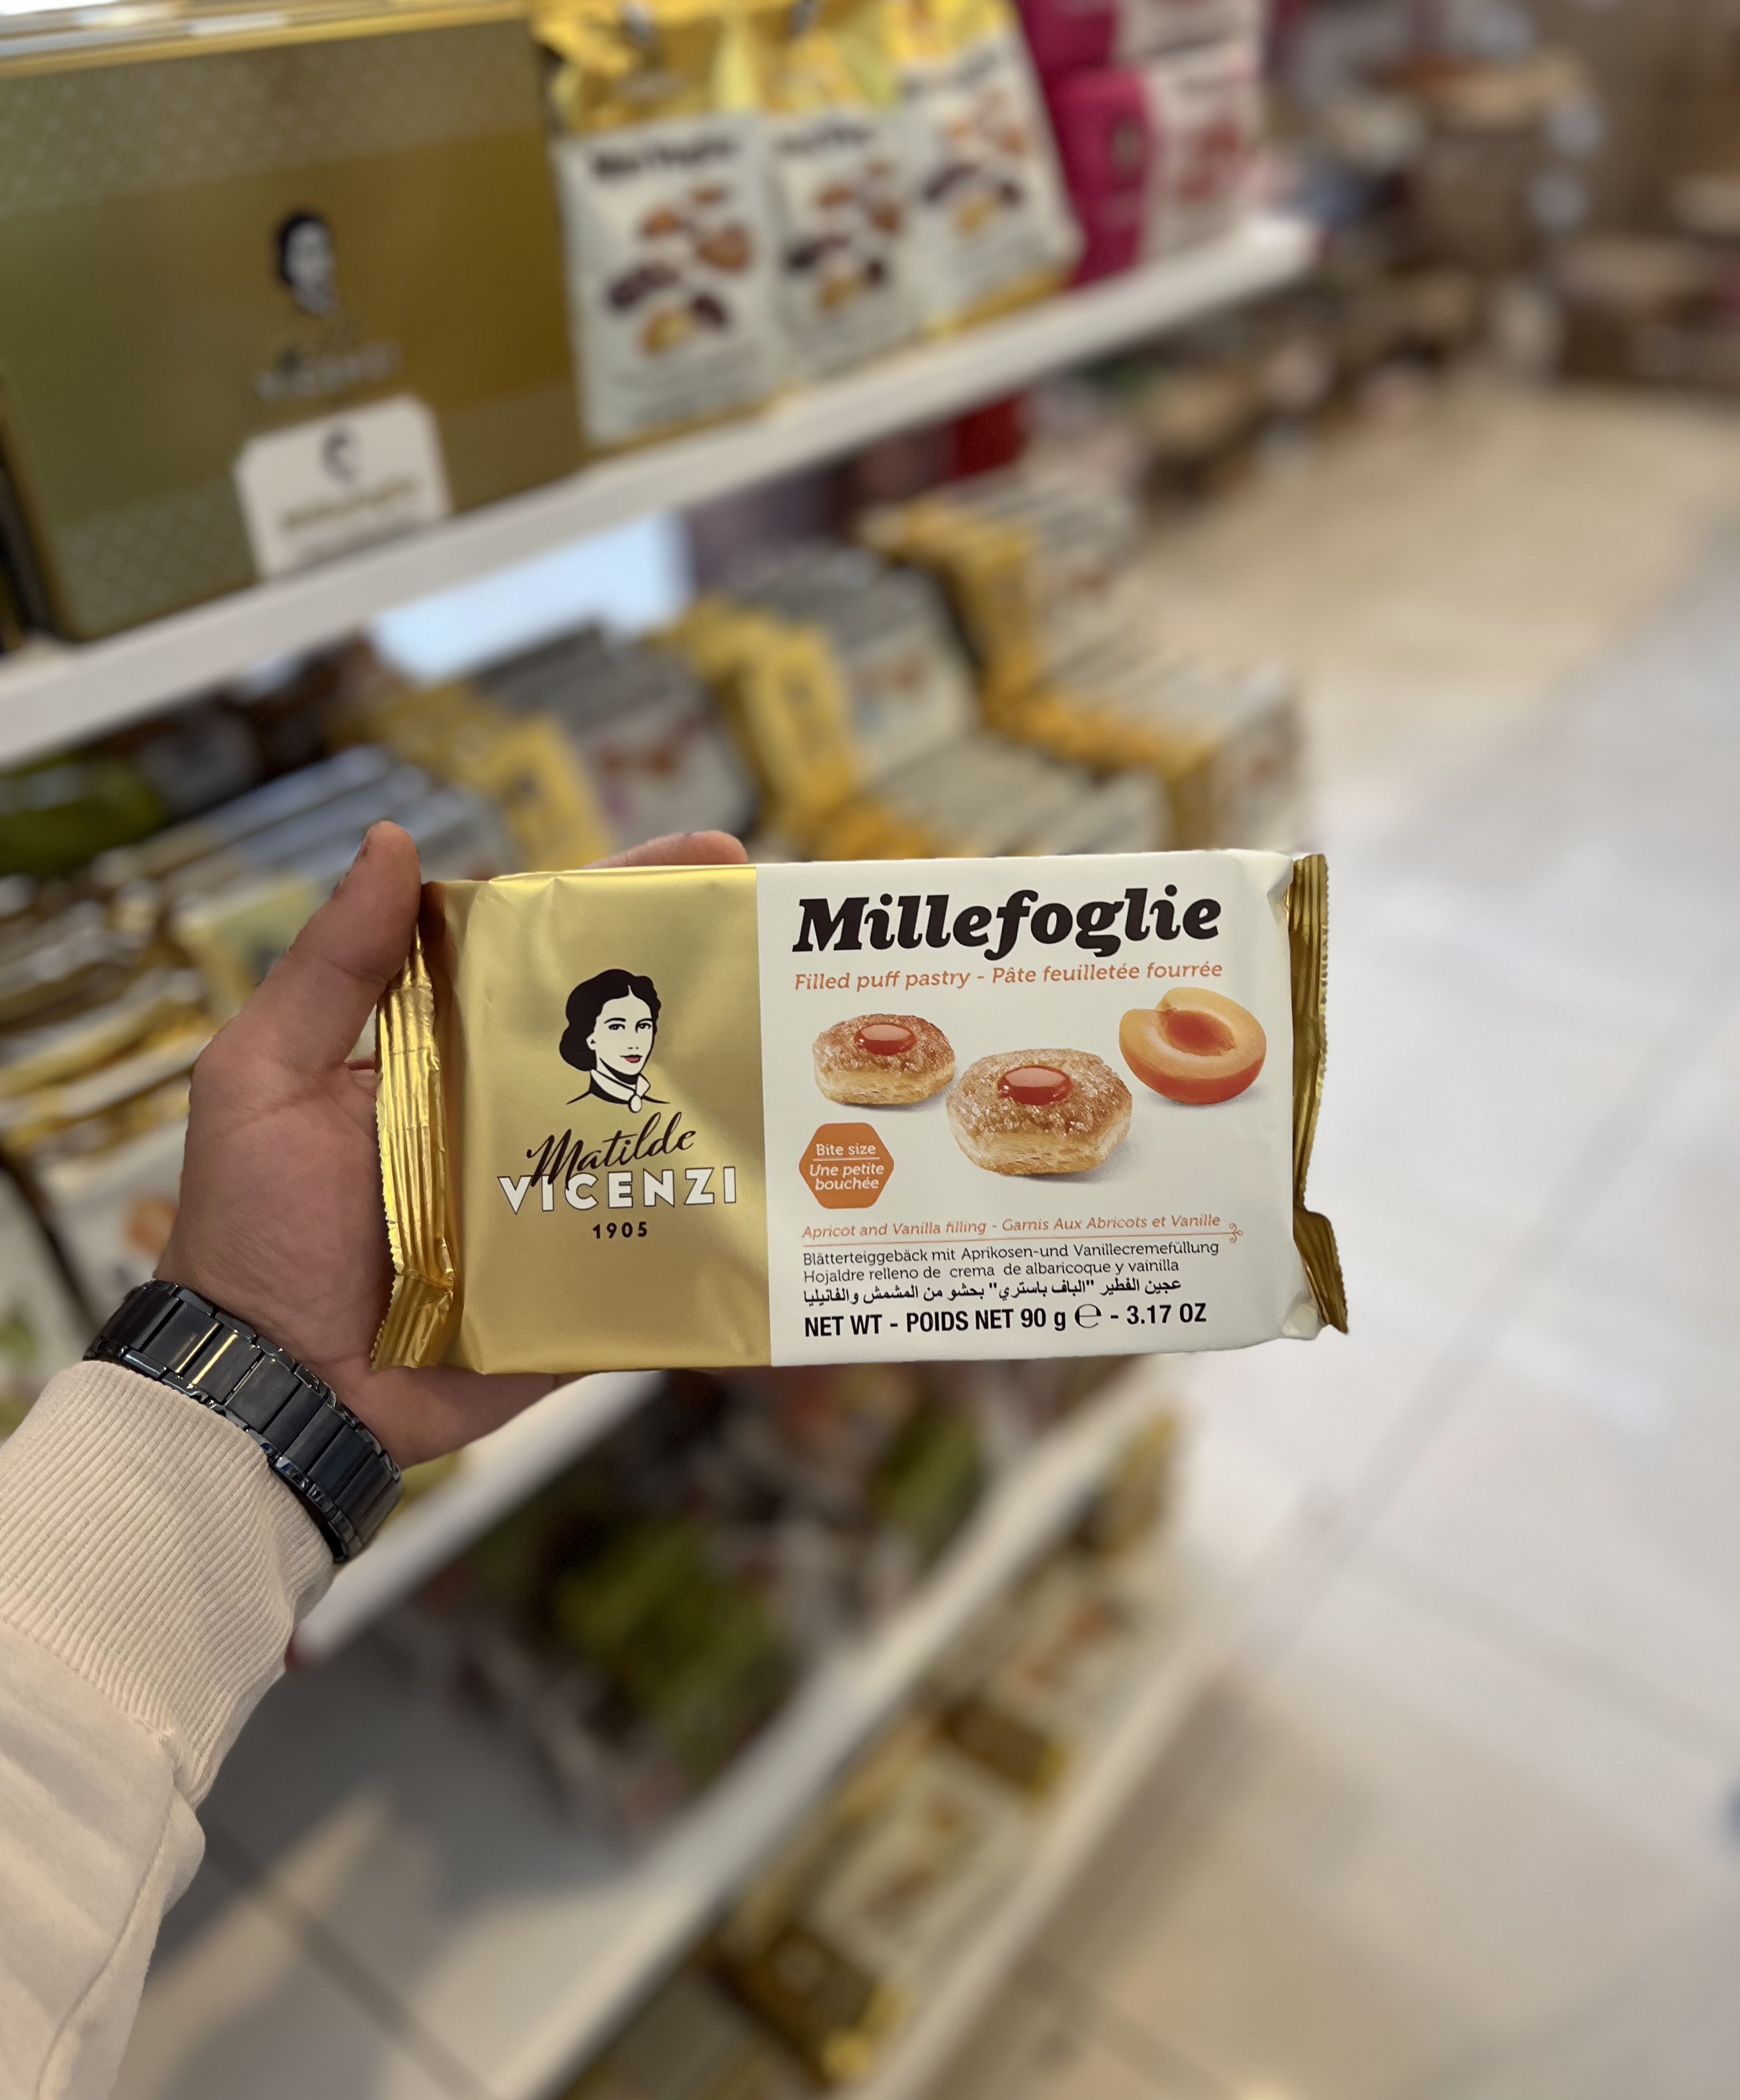 Matilde
VICENZI
1905
Millefoglie
Filled puff pastry - Pâte feuilletée fourrée
Bite size
Une petite
bouchée
Apricot and Vanilla filling - Garnis Aux Abricots et Vanille
Blätterteiggebäck mit Aprikosen-und Vanillecremefüllung
Hojaldre relleno de crema de albaricoque y vainilla
عجين الفطير "الباف باستري" بحشو من المشمش والفانيليا
NET WT - POIDS NET 90 g ℮ - 3.17 OZ